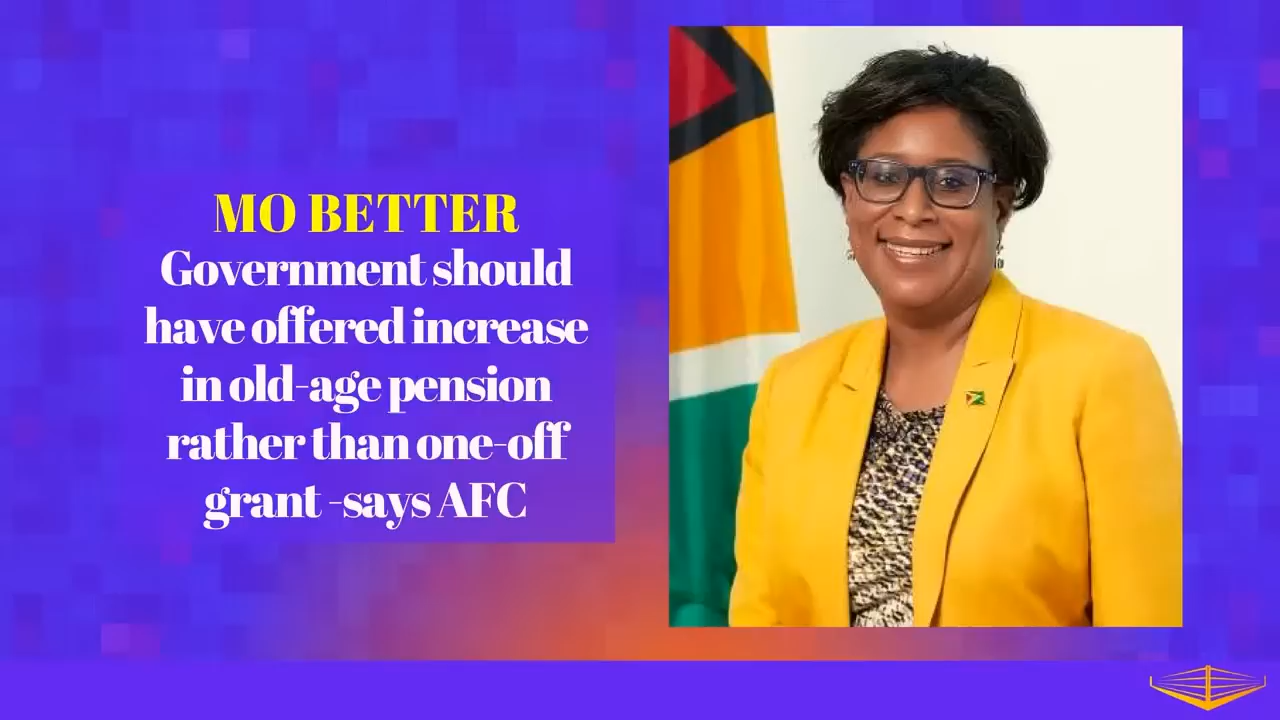 MO BETTER
Government should
have offered increase
in old-age pension
rather than one-off
grant -says AFC